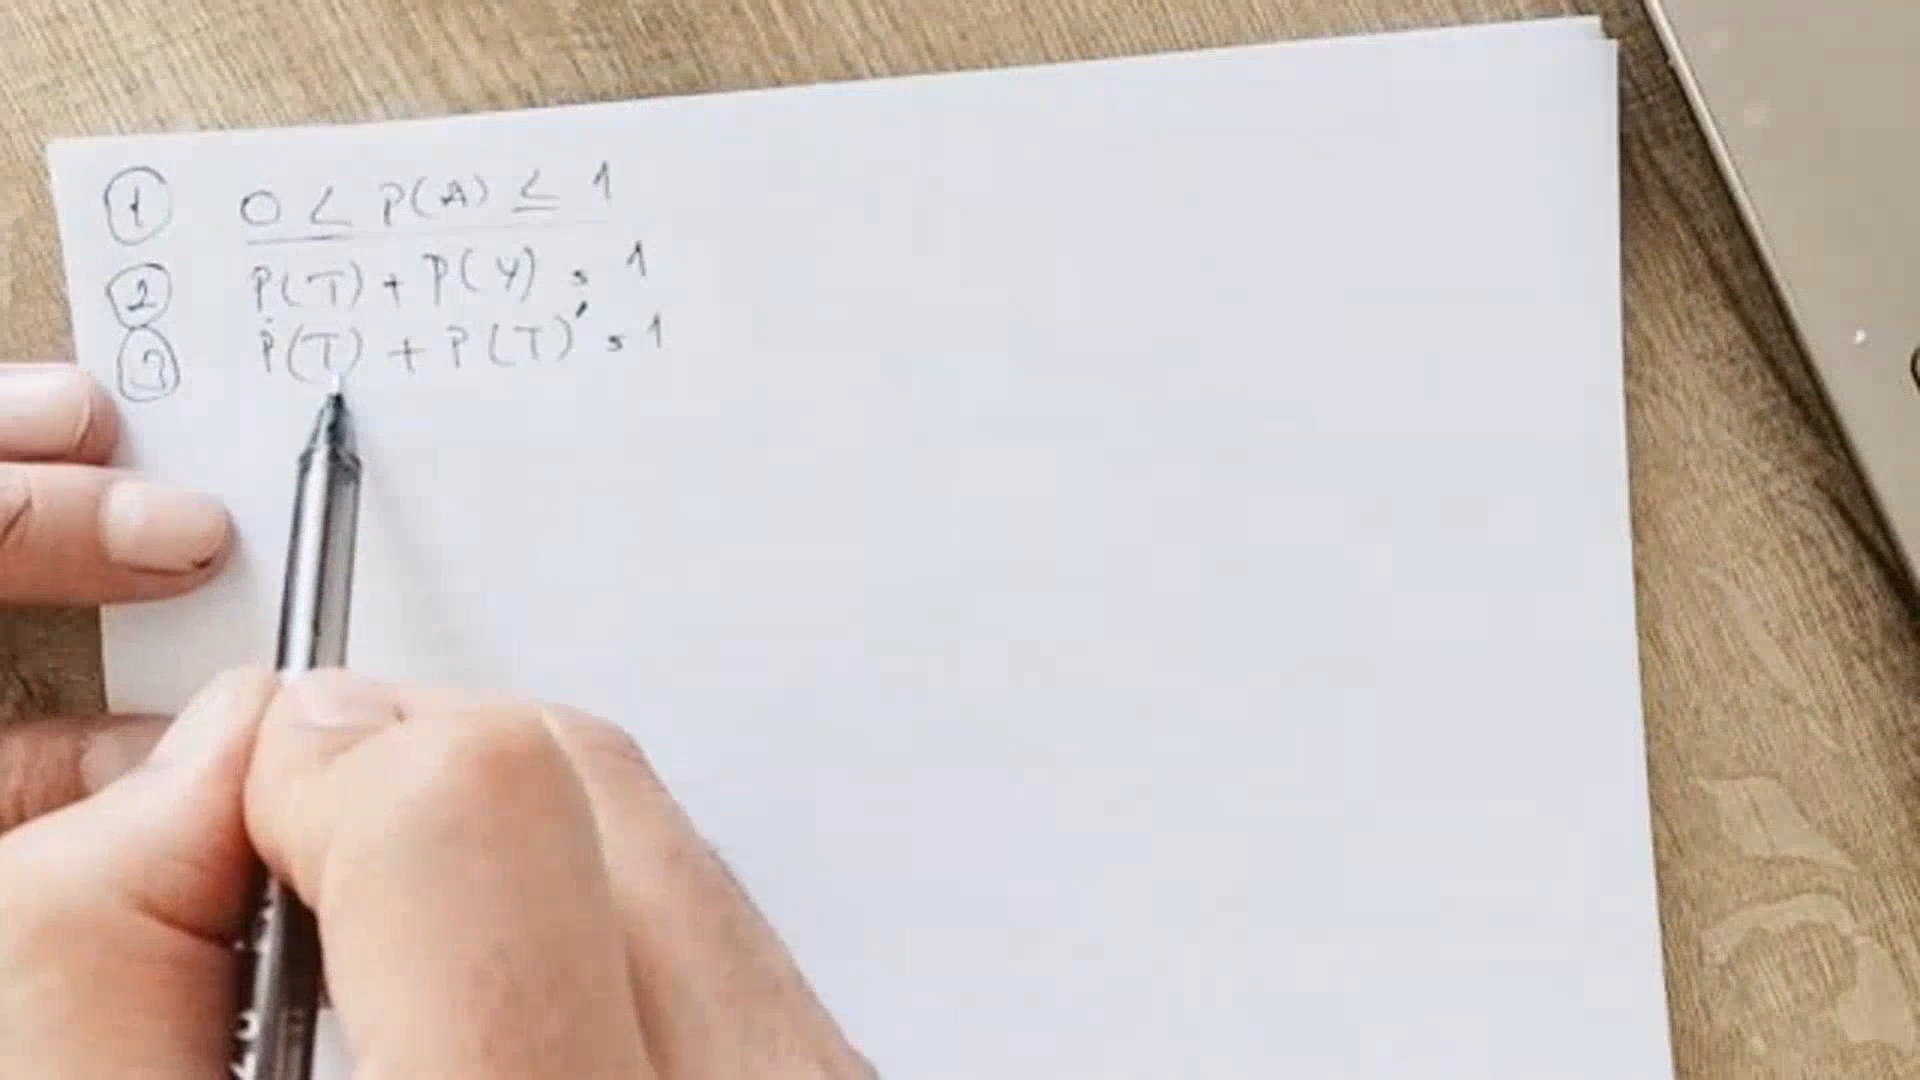 ① 0 ≤ P(A) ≤ 1
② P(T) + P(Y) = 1
③ P(T) + P(T)' = 1